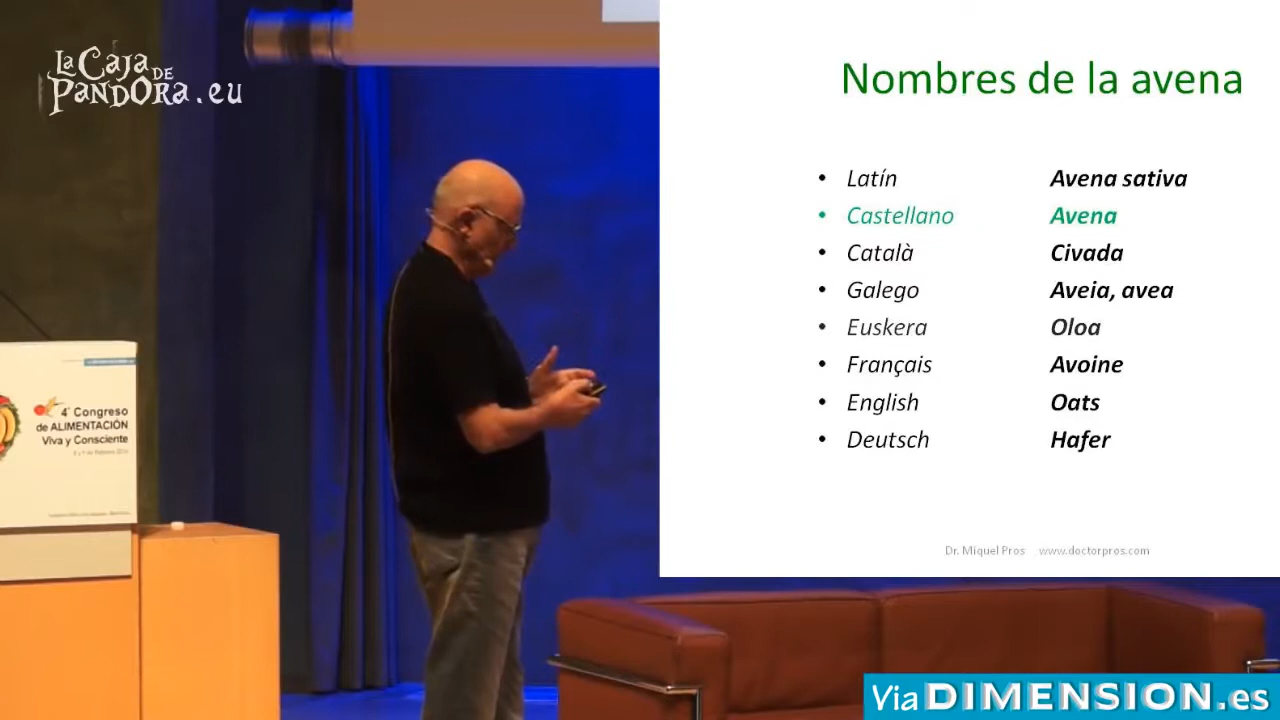 La Caja
DE
Pandora.eu
Nombres de la avena
• Latín Avena sativa
• Castellano Avena
• Català Civada
• Galego Aveia, avea
• Euskera Oloa
• Français Avoine
• English Oats
• Deutsch Hafer
Dr. Miquel Pros www.doctorpros.com
4º Congreso
de ALIMENTACIÓN
Viva y Consciente
ViaDIMENSION.es